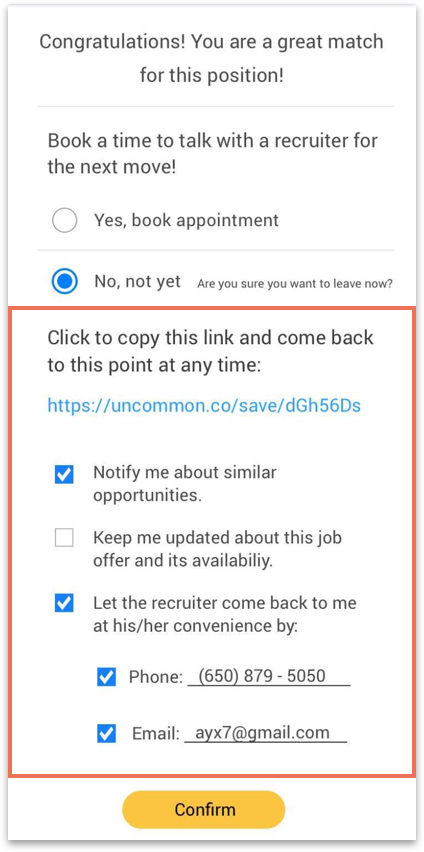 Congratulations! You are a great match
for this position!
Book a time to talk with a recruiter for
the next move!
Yes, book appointment
No, not yet Are you sure you want to leave now?
Click to copy this link and come back
to this point at any time:
https://uncommon.co/save/dGh56Ds
Notify me about similar
opportunities.
Keep me updated about this job
offer and its availabiliy.
Let the recruiter come back to me
at his/her convenience by:
Phone: (650) 879 - 5050
Email: ayx7@gmail.com
Confirm